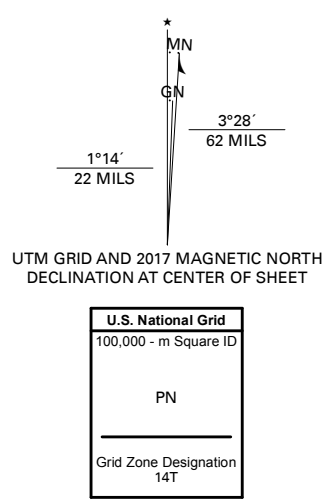 ★
MN
GN
3°28´
62 MILS
1°14´
22 MILS
UTM GRID AND 2017 MAGNETIC NORTH
DECLINATION AT CENTER OF SHEET
U.S. National Grid
100,000 - m Square ID
PN
Grid Zone Designation
14T